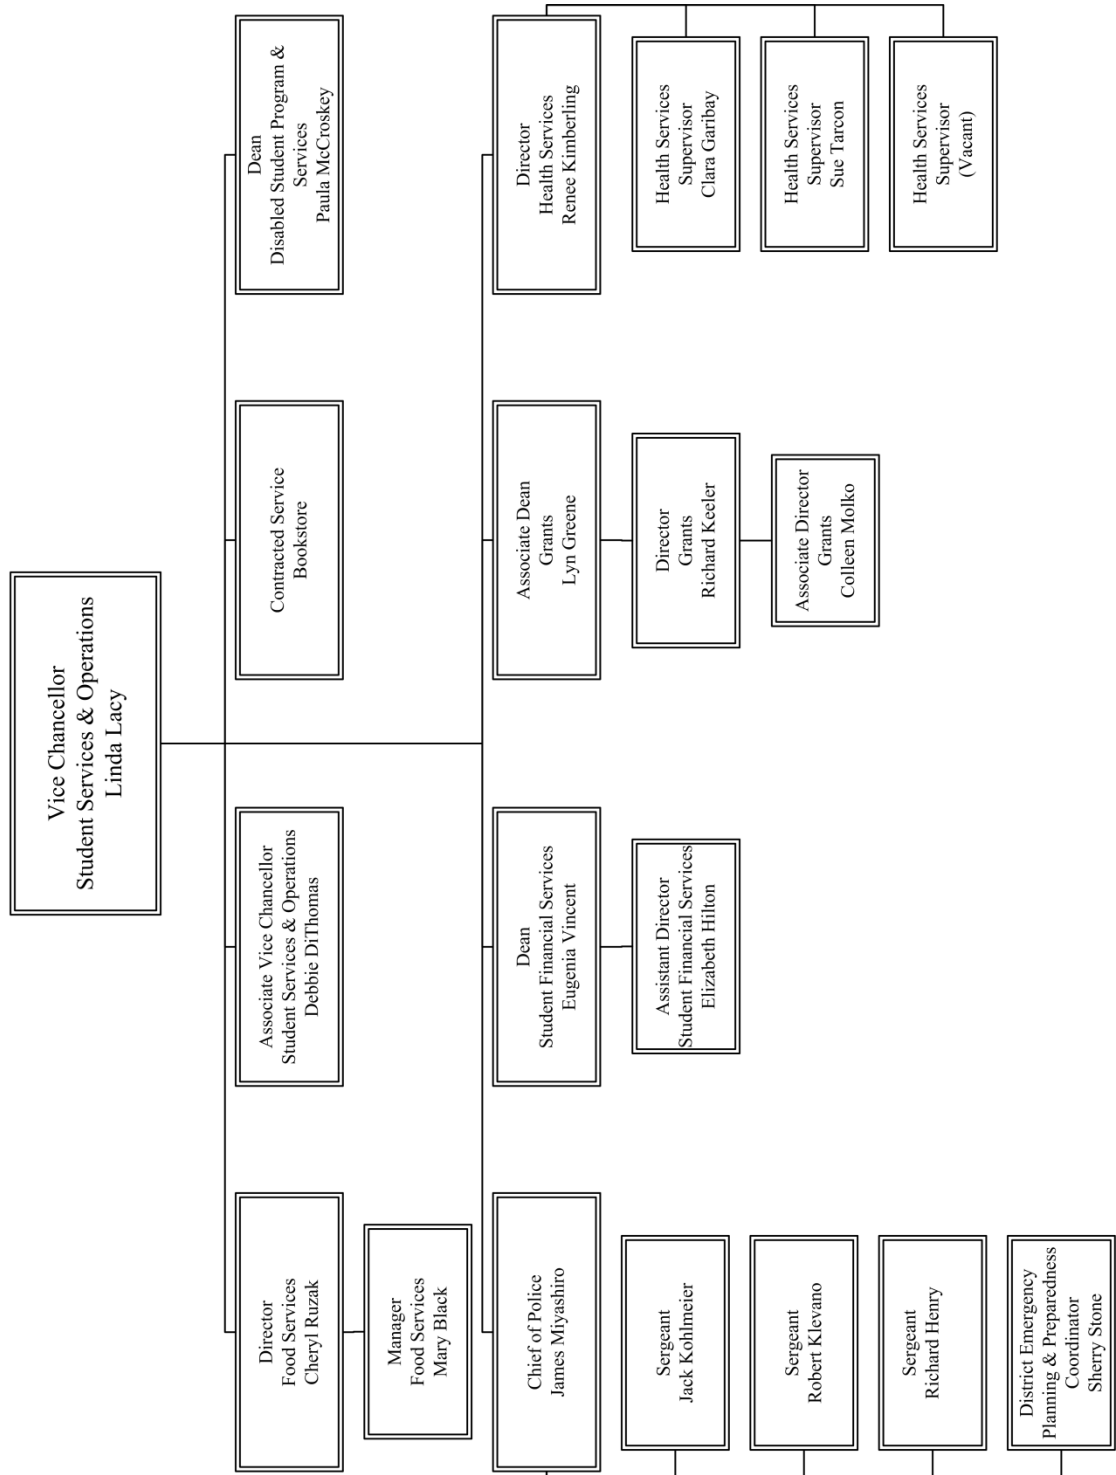 Vice Chancellor
Student Services & Operations
Linda Lacy
Director
Food Services
Cheryl Ruzak
Manager
Food Services
Mary Black
Associate Vice Chancellor
Student Services & Operations
Debbie DiThomas
Contracted Service
Bookstore
Dean
Disabled Student Program &
Services
Paula McCroskey
Chief of Police
James Miyashiro
Sergeant
Jack Kohlmeier
Sergeant
Robert Klevano
Sergeant
Richard Henry
District Emergency
Planning & Preparedness
Coordinator
Sherry Stone
Dean
Student Financial Services
Eugenia Vincent
Assistant Director
Student Financial Services
Elizabeth Hilton
Associate Dean
Grants
Lyn Greene
Director
Grants
Richard Keeler
Associate Director
Grants
Colleen Molko
Director
Health Services
Renee Kimberling
Health Services
Supervisor
Clara Garibay
Health Services
Supervisor
Sue Tarcon
Health Services
Supervisor
(Vacant)